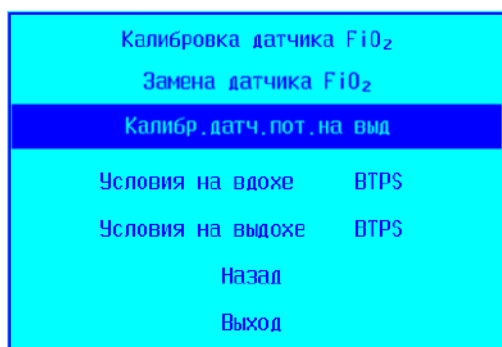 Калибровка датчика FiO₂
Замена датчика FiO₂
Калибр.датч.пот.на выд
Условия на вдохе BTPS
Условия на выдохе BTPS
Назад
Выход